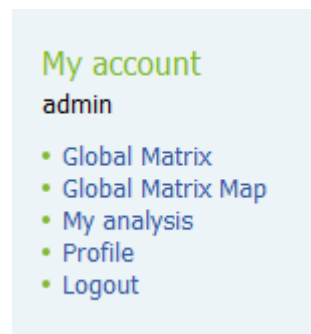 My account
admin
• Global Matrix
• Global Matrix Map
• My analysis
• Profile
• Logout